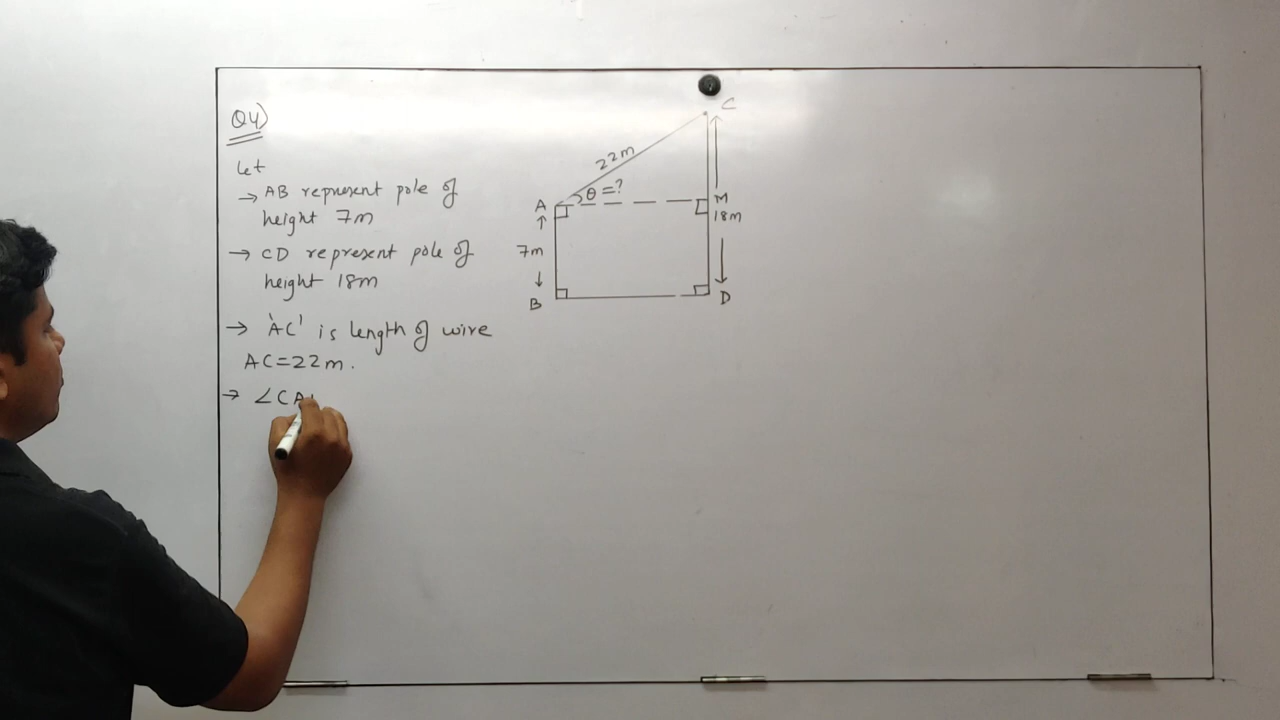 Q4)
Let
→ AB represent pole of
height 7m
→ CD represent pole of
height 18m
→ 'AC' is length of wire
AC=22m.
→ ∠CA
C
22m
θ=?
A
M
18m
7m
B
D